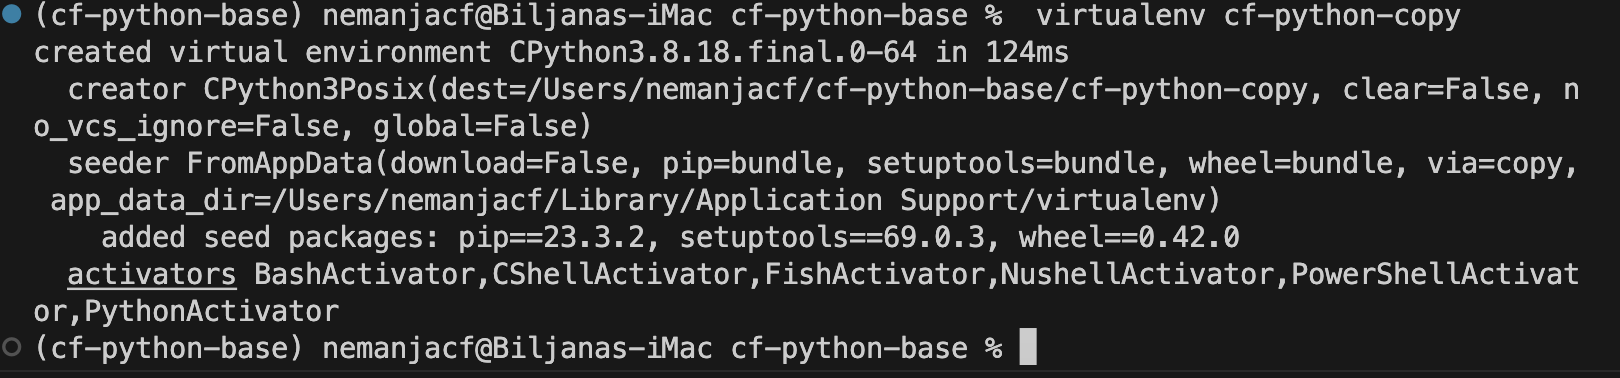 (cf-python-base) nemanjacf@Biljanas-iMac cf-python-base %  virtualenv cf-python-copy
created virtual environment CPython3.8.18.final.0-64 in 124ms
  creator CPython3Posix(dest=/Users/nemanjacf/cf-python-base/cf-python-copy, clear=False, n
o_vcs_ignore=False, global=False)
  seeder FromAppData(download=False, pip=bundle, setuptools=bundle, wheel=bundle, via=copy,
 app_data_dir=/Users/nemanjacf/Library/Application Support/virtualenv)
    added seed packages: pip==23.3.2, setuptools==69.0.3, wheel==0.42.0
  activators BashActivator,CShellActivator,FishActivator,NushellActivator,PowerShellActivat
or,PythonActivator
(cf-python-base) nemanjacf@Biljanas-iMac cf-python-base %